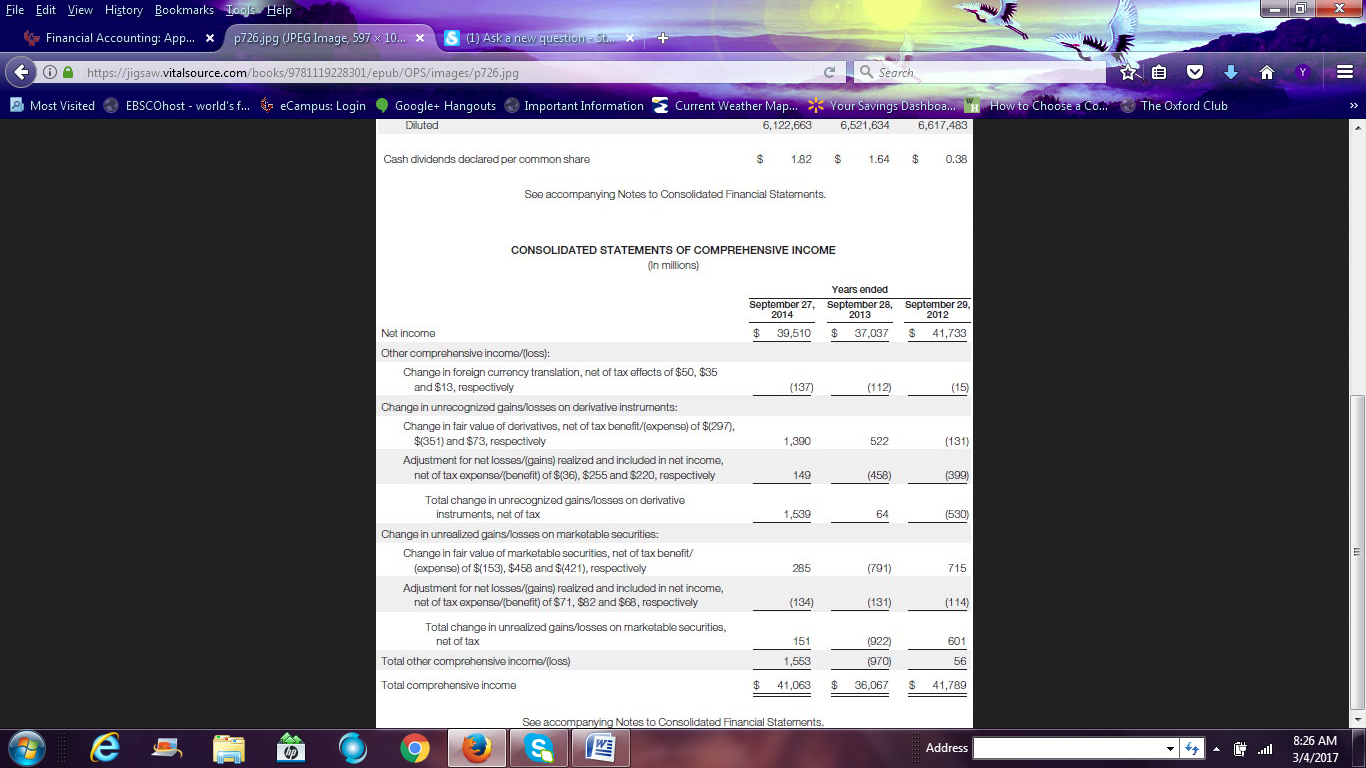 File Edit View History Bookmarks Tools Help
Financial Accounting: App... × p726.jpg (JPEG Image, 597 × 10... × (1) Ask a new question - St... × +
https://jigsaw.vitalsource.com/books/9781119228301/epub/OPS/images/p726.jpg Search
Most Visited EBSCOhost - world's f... eCampus: Login Google+ Hangouts Important Information Current Weather Map... Your Savings Dashboa... How to Choose a Co... The Oxford Club »
Diluted 6,122,663 6,521,634 6,617,483
Cash dividends declared per common share $ 1.82 $ 1.64 $ 0.38
See accompanying Notes to Consolidated Financial Statements.
CONSOLIDATED STATEMENTS OF COMPREHENSIVE INCOME
(In millions)
Years ended
September 27, September 28, September 29,
2014 2013 2012
Net income $ 39,510 $ 37,037 $ 41,733
Other comprehensive income/(loss):
Change in foreign currency translation, net of tax effects of $50, $35
and $13, respectively (137) (112) (15)
Change in unrecognized gains/losses on derivative instruments:
Change in fair value of derivatives, net of tax benefit/(expense) of $(297),
$(351) and $73, respectively 1,390 522 (131)
Adjustment for net losses/(gains) realized and included in net income,
net of tax expense/(benefit) of $(36), $255 and $220, respectively 149 (458) (399)
Total change in unrecognized gains/losses on derivative
instruments, net of tax 1,539 64 (530)
Change in unrealized gains/losses on marketable securities:
Change in fair value of marketable securities, net of tax benefit/
(expense) of $(153), $458 and $(421), respectively 285 (791) 715
Adjustment for net losses/(gains) realized and included in net income,
net of tax expense/(benefit) of $71, $82 and $68, respectively (134) (131) (114)
Total change in unrealized gains/losses on marketable securities,
net of tax 151 (922) 601
Total other comprehensive income/(loss) 1,553 (970) 56
Total comprehensive income $ 41,063 $ 36,067 $ 41,789
See accompanying Notes to Consolidated Financial Statements.
Address
8:26 AM
3/4/2017